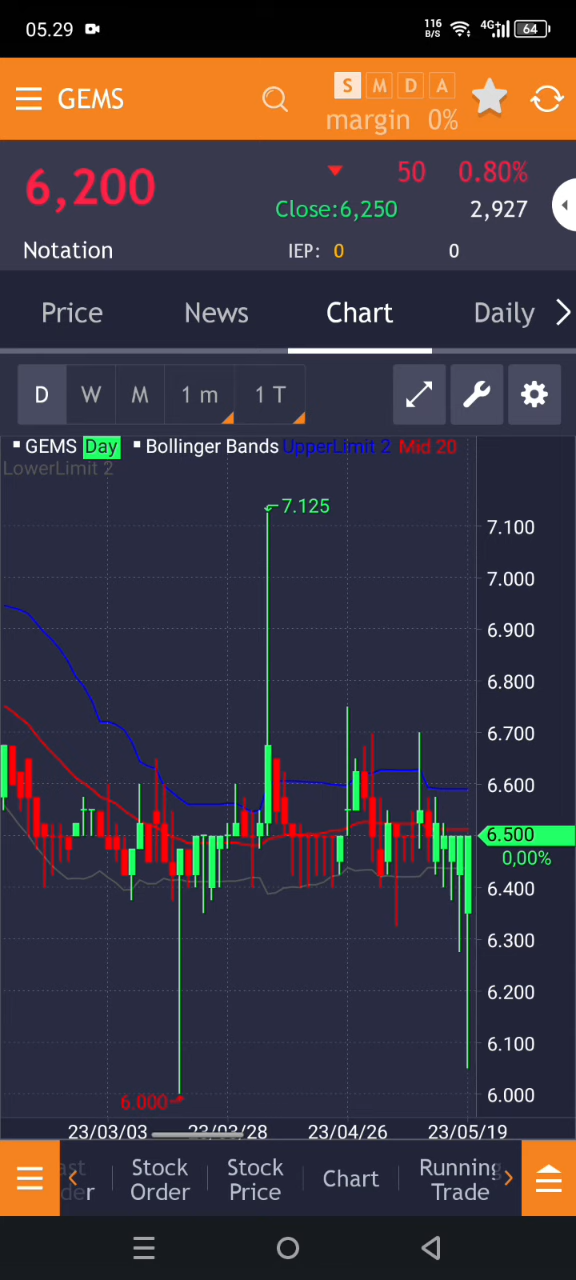 05.29
116
B/S
4G+
64
GEMS
S M D A
margin 0%
6,200
50 0.80%
Close:6,250 2,927
Notation IEP: 0 0
Price News Chart Daily
D W M 1 m 1 T
GEMS Day Bollinger Bands UpperLimit 2 Mid 20
LowerLimit 2
7.125
7.100
7.000
6.900
6.800
6.700
6.600
6.500
0,00%
6.400
6.300
6.200
6.100
6.000
6.000
23/03/03 23/03/28 23/04/26 23/05/19
Stock Order
Stock Price
Chart
Running Trade